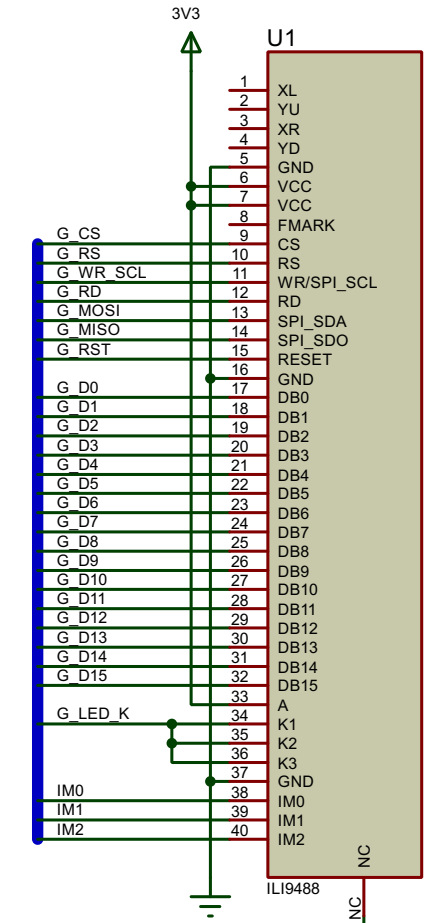 3V3
U1
1 XL
2 YU
3 XR
4 YD
5 GND
6 VCC
7 VCC
8 FMARK
G_CS 9 CS
G_RS 10 RS
G_WR_SCL 11 WR/SPI_SCL
G_RD 12 RD
G_MOSI 13 SPI_SDA
G_MISO 14 SPI_SDO
G_RST 15 RESET
16 GND
G_D0 17 DB0
G_D1 18 DB1
G_D2 19 DB2
G_D3 20 DB3
G_D4 21 DB4
G_D5 22 DB5
G_D6 23 DB6
G_D7 24 DB7
G_D8 25 DB8
G_D9 26 DB9
G_D10 27 DB10
G_D11 28 DB11
G_D12 29 DB12
G_D13 30 DB13
G_D14 31 DB14
G_D15 32 DB15
33 A
G_LED_K 34 K1
35 K2
36 K3
37 GND
IM0 38 IM0
IM1 39 IM1
IM2 40 IM2
NC
ILI9488
NC